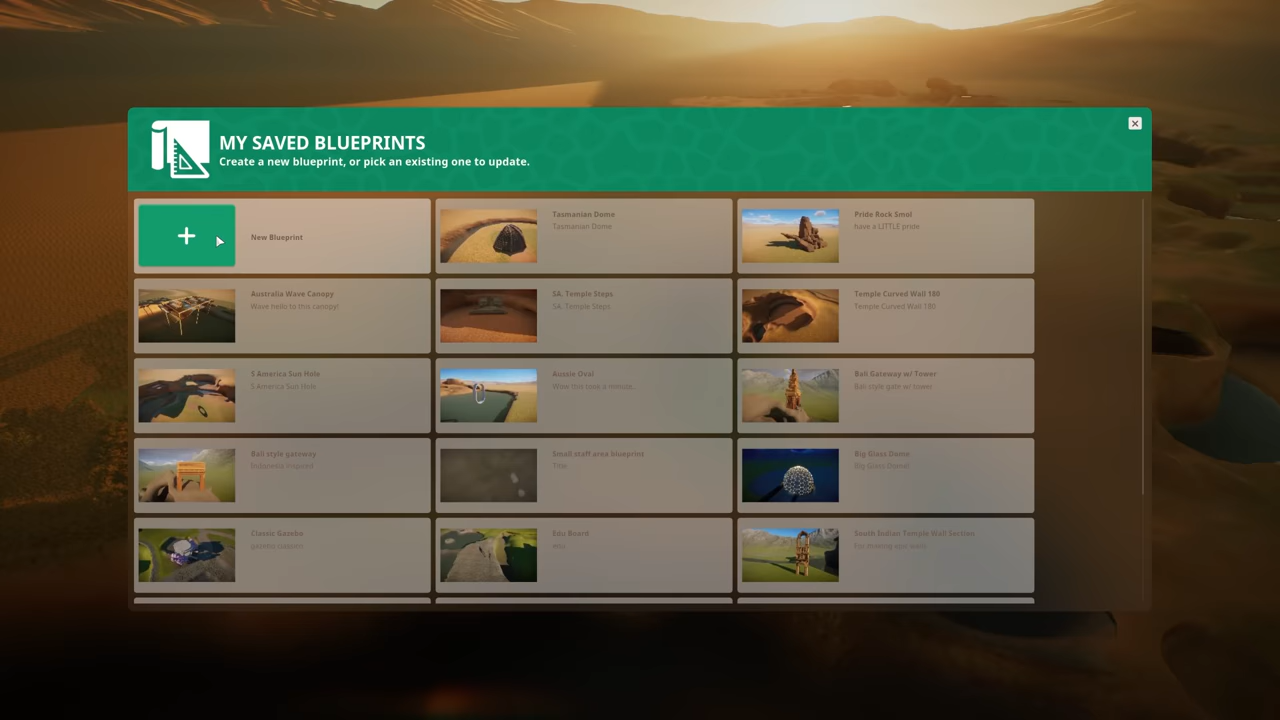 MY SAVED BLUEPRINTS
Create a new blueprint, or pick an existing one to update.
New Blueprint
Tasmanian Dome
Tasmanian Dome
Pride Rock Smol
have a LITTLE pride
Australia Wave Canopy
Wave hello to this canopy!
SA. Temple Steps
SA. Temple Steps
Temple Curved Wall 180
Temple Curved Wall 180
S America Sun Hole
S America Sun Hole
Aussie Oval
Wow this took a minute..
Bali Gateway w/ Tower
Bali style gate w/ tower
Bali style gateway
Indonesia inspired
Small staff area blueprint
Title
Big Glass Dome
Big Glass Dome!
Classic Gazebo
gazebo classico
Edu Board
edu
South Indian Temple Wall Section
For making epic walls